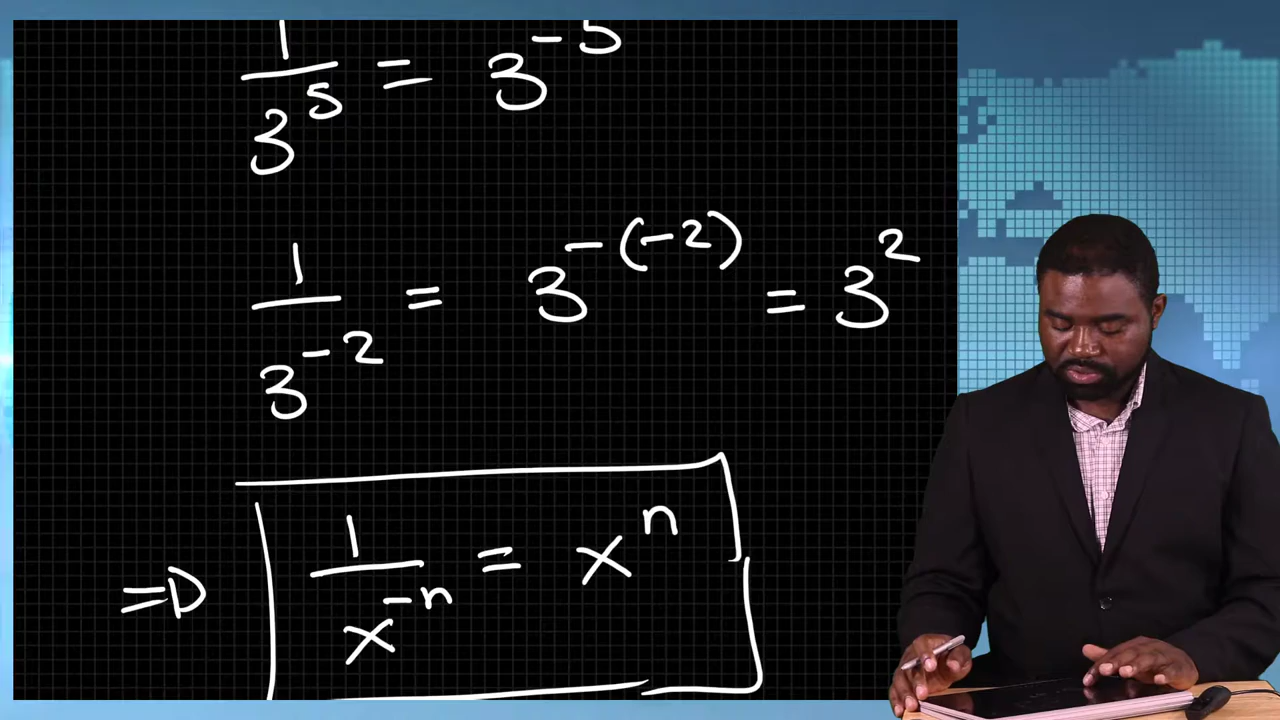 1/3^5 = 3^-5
1/3^-2 = 3^-(-2) = 3^2
⇒ 1/x^-n = x^n